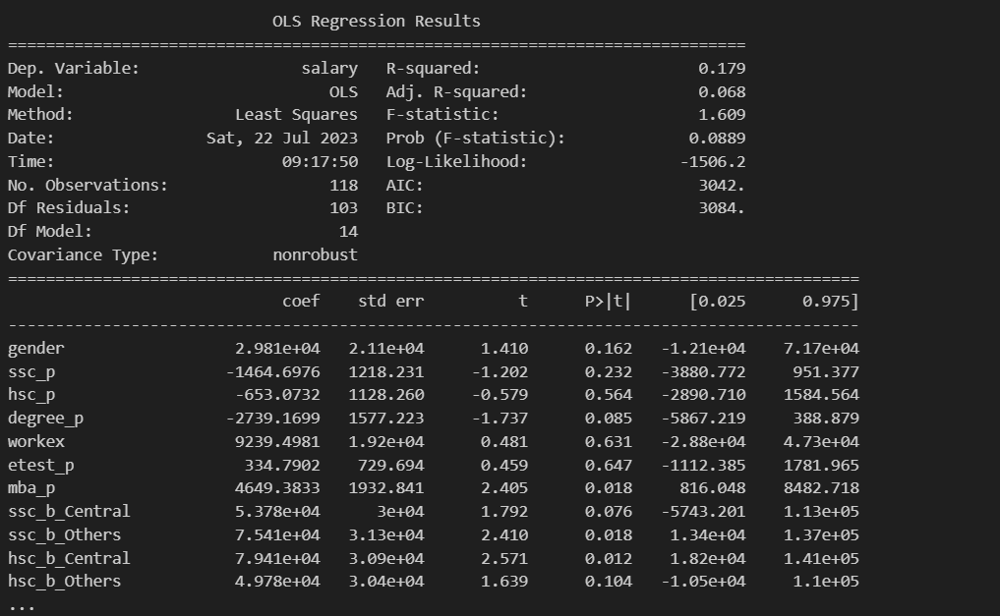 OLS Regression Results
==============================================================================
Dep. Variable:                 salary   R-squared:                       0.179
Model:                            OLS   Adj. R-squared:                  0.068
Method:                 Least Squares   F-statistic:                     1.609
Date:                Sat, 22 Jul 2023   Prob (F-statistic):             0.0889
Time:                        09:17:50   Log-Likelihood:                -1506.2
No. Observations:                 118   AIC:                             3042.
Df Residuals:                     103   BIC:                             3084.
Df Model:                          14
Covariance Type:            nonrobust
==========================================================================================
                             coef    std err          t      P>|t|      [0.025      0.975]
------------------------------------------------------------------------------------------
gender                  2.981e+04   2.11e+04      1.410      0.162   -1.21e+04    7.17e+04
ssc_p                  -1464.6976   1218.231     -1.202      0.232   -3880.772     951.377
hsc_p                   -653.0732   1128.260     -0.579      0.564   -2890.710    1584.564
degree_p               -2739.1699   1577.223     -1.737      0.085   -5867.219     388.879
workex                  9239.4981   1.92e+04      0.481      0.631   -2.88e+04    4.73e+04
etest_p                  334.7902    729.694      0.459      0.647   -1112.385    1781.965
mba_p                   4649.3833   1932.841      2.405      0.018     816.048    8482.718
ssc_b_Central           5.378e+04      3e+04      1.792      0.076   -5743.201    1.13e+05
ssc_b_Others            7.541e+04   3.13e+04      2.410      0.018    1.34e+04    1.37e+05
hsc_b_Central           7.941e+04   3.09e+04      2.571      0.012    1.82e+04    1.41e+05
hsc_b_Others            4.978e+04   3.04e+04      1.639      0.104   -1.05e+04     1.1e+05
...